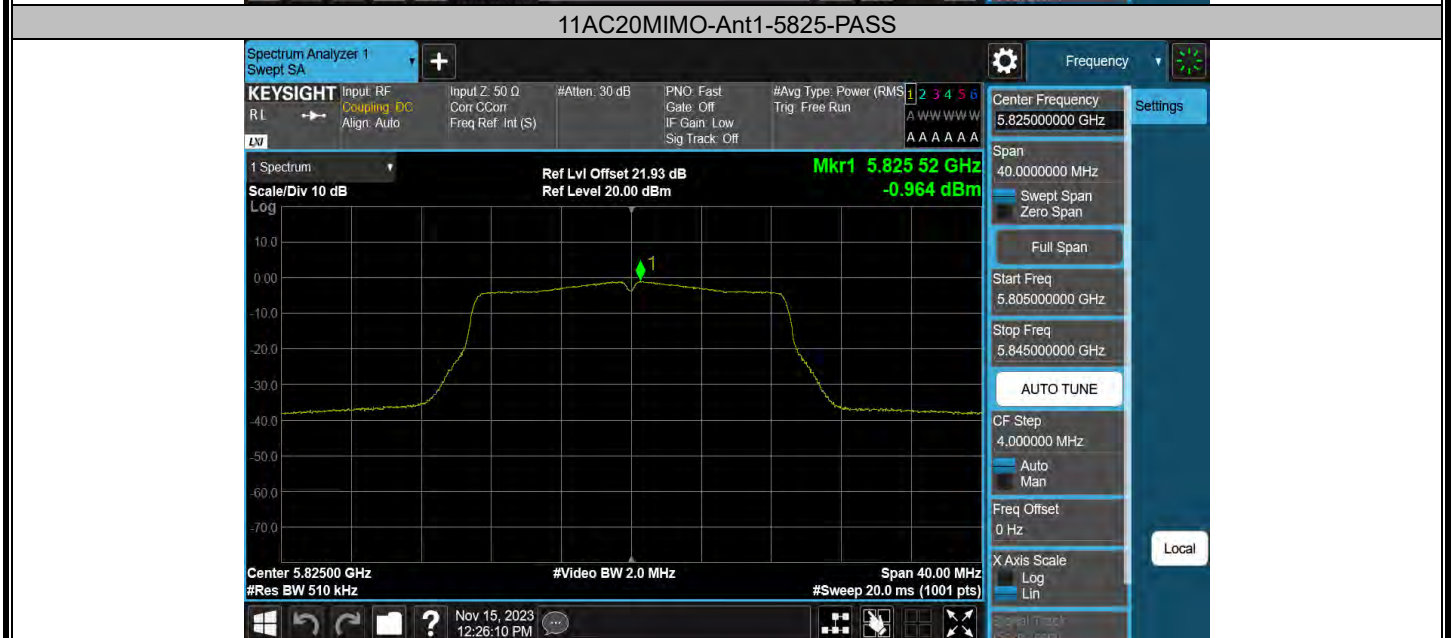 11AC20MIMO-Ant1-5825-PASS
Spectrum Analyzer 1
Swept SA
+
Frequency
KEYSIGHT
R L
LXI
Input: RF
Coupling: DC
Align: Auto
Input Z: 50 Ω
Corr CCorr
Freq Ref: Int (S)
#Atten: 30 dB
PNO: Fast
Gate: Off
IF Gain: Low
Sig Track: Off
#Avg Type: Power (RMS
Trig: Free Run
1 2 3 4 5 6
A W W W W W
A A A A A A
Center Frequency
5.825000000 GHz
Settings
Span
40.0000000 MHz
Swept Span
Zero Span
Full Span
Start Freq
5.805000000 GHz
Stop Freq
5.845000000 GHz
AUTO TUNE
CF Step
4.000000 MHz
Auto
Man
Freq Offset
0 Hz
X Axis Scale
Log
Lin
Signal Track
Local
1 Spectrum
Scale/Div 10 dB
Log
Ref Lvl Offset 21.93 dB
Ref Level 20.00 dBm
Mkr1 5.825 52 GHz
-0.964 dBm
1
10.0
0.00
-10.0
-20.0
-30.0
-40.0
-50.0
-60.0
-70.0
Center 5.82500 GHz
#Res BW 510 kHz
#Video BW 2.0 MHz
Span 40.00 MHz
#Sweep 20.0 ms (1001 pts)
?
Nov 15, 2023
12:26:10 PM